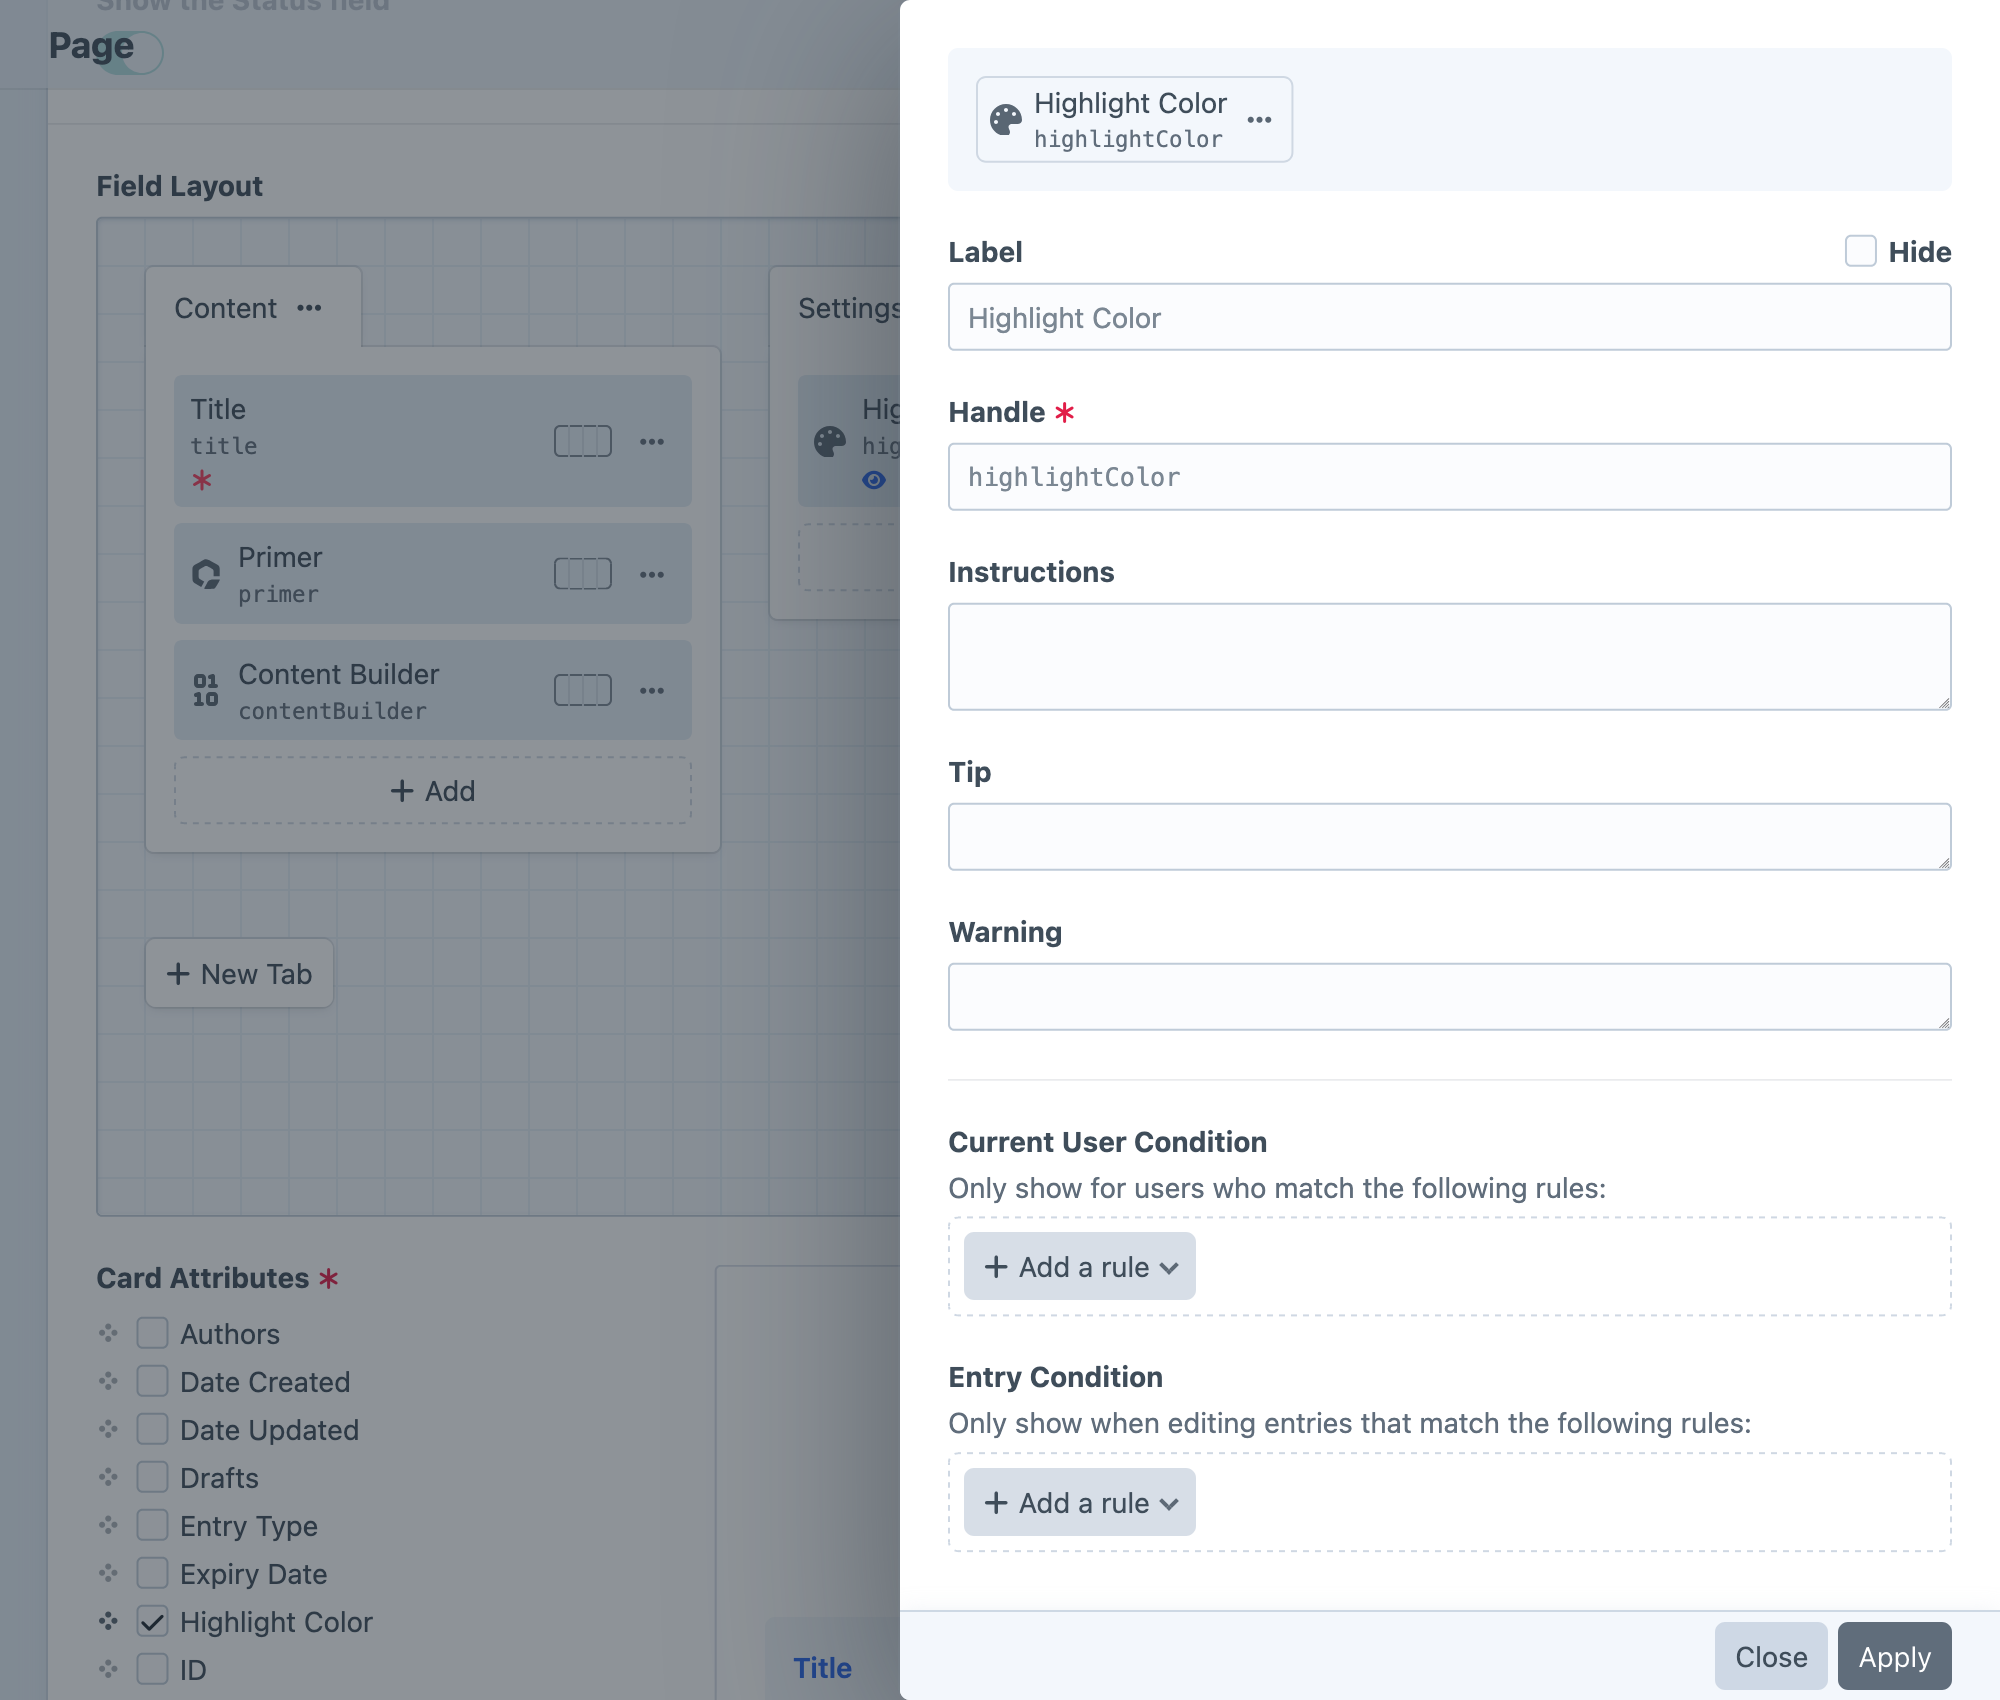 Show the Status field
Page
Field Layout
Content
Title
title
Primer
primer
01
10
Content Builder
contentBuilder
Add
New Tab
Settings
Card Attributes *
Authors
Date Created
Date Updated
Drafts
Entry Type
Expiry Date
Highlight Color
ID
Title
Highlight Color
highlightColor
Label
Hide
Highlight Color
Handle *
highlightColor
Instructions
Tip
Warning
Current User Condition
Only show for users who match the following rules:
Add a rule
Entry Condition
Only show when editing entries that match the following rules:
Add a rule
Close
Apply